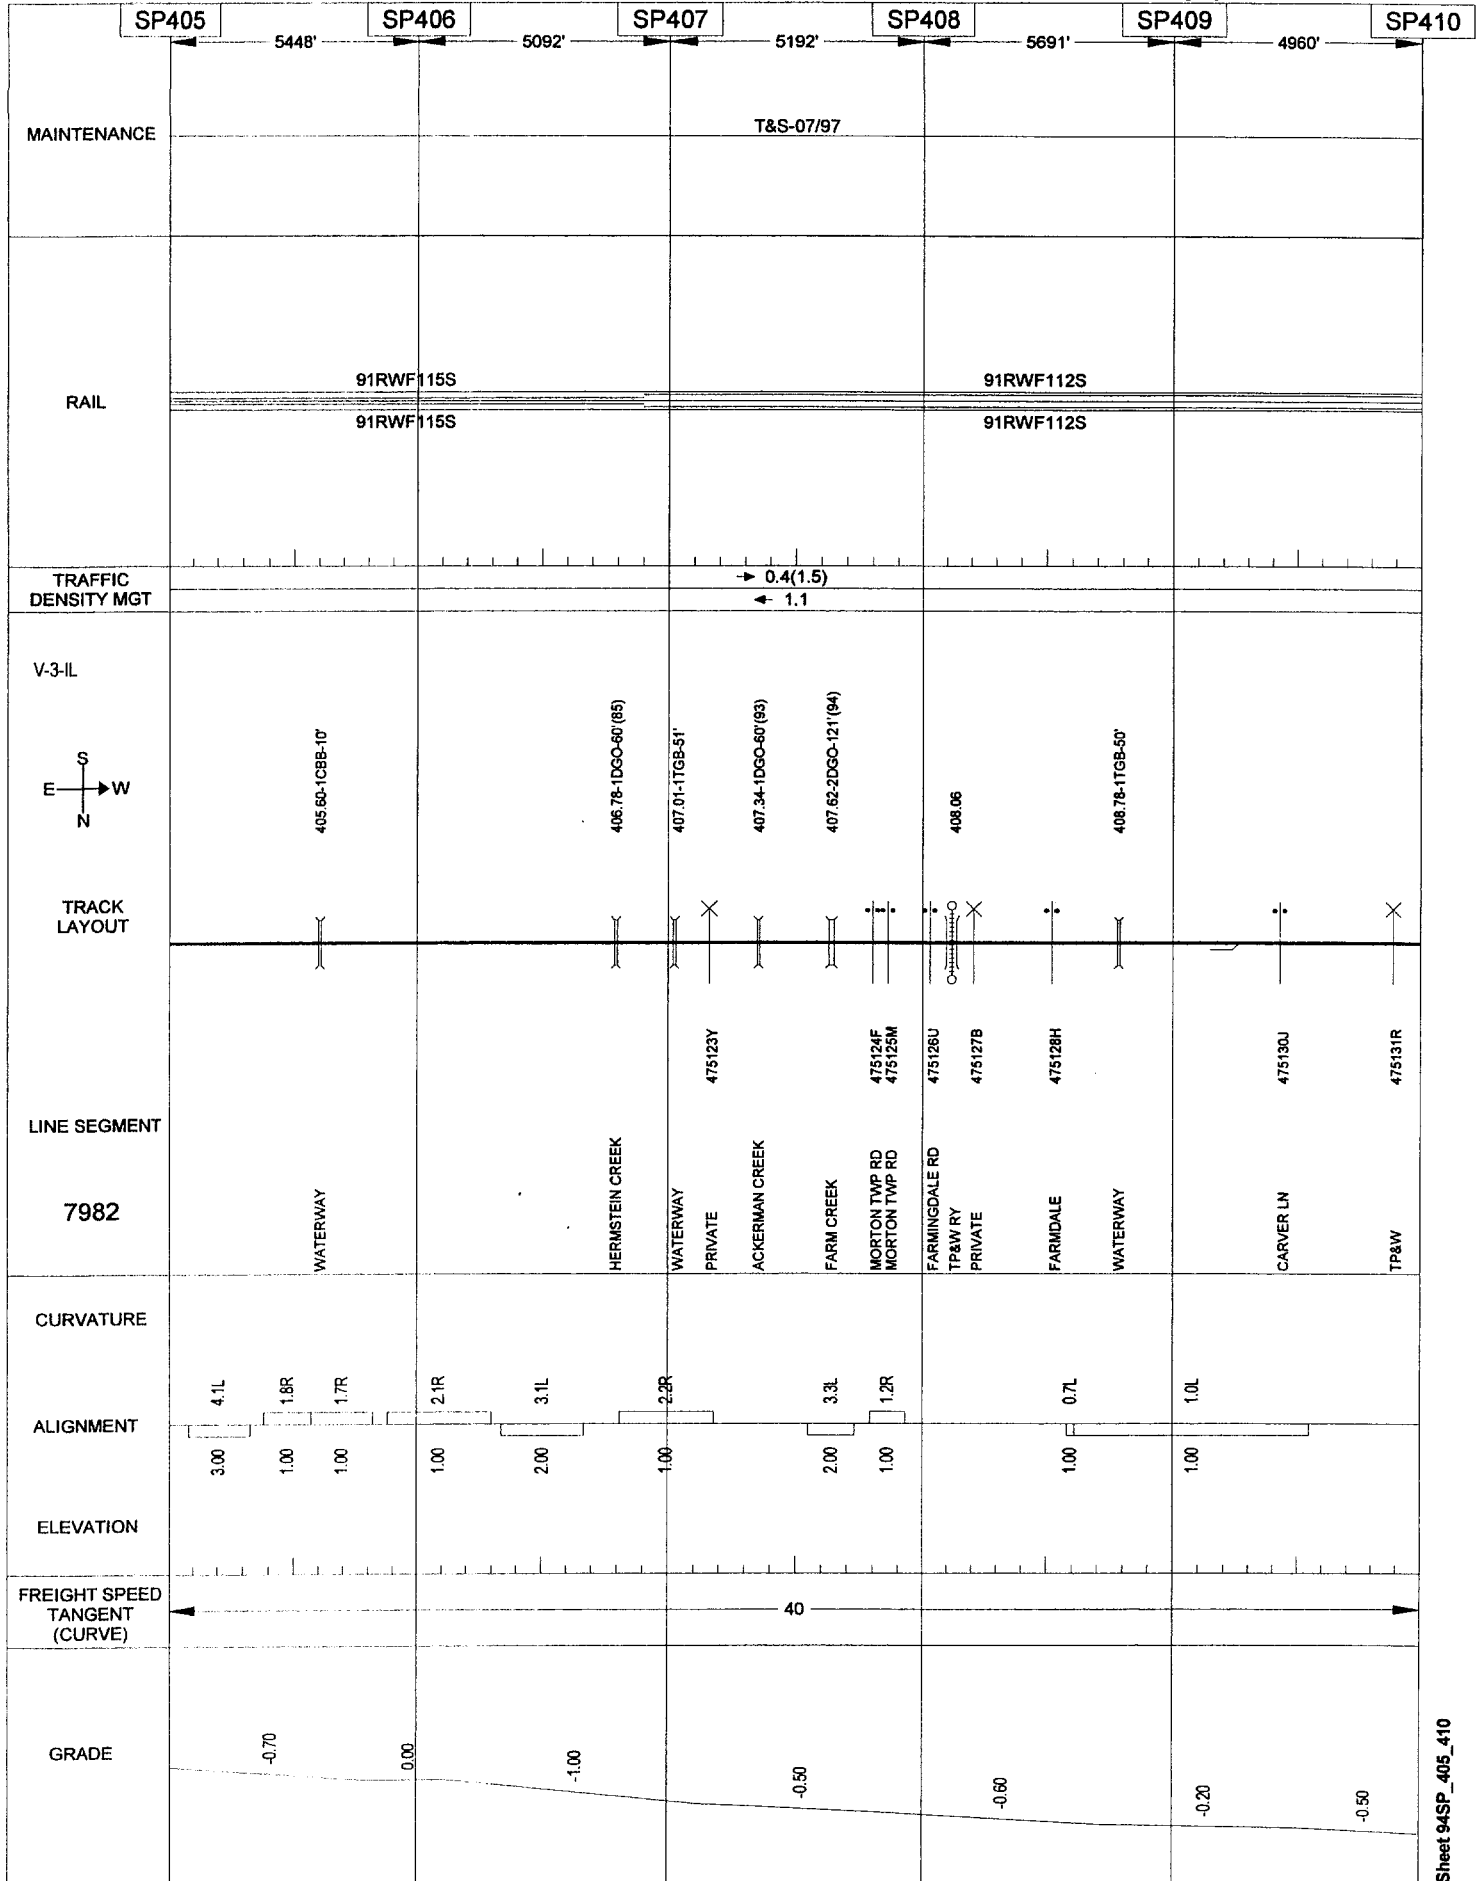 SP405 SP406 SP407 SP408 SP409 SP410
5448' 5092' 5192' 5691' 4960'
MAINTENANCE
T&S-07/97
RAIL
91RWF115S 91RWF112S
91RWF115S 91RWF112S
TRAFFIC
DENSITY MGT
0.4(1.5)
1.1
V-3-IL
S
E W
N
405.60-1CBB-10'
406.78-1DGO-60'(85)
407.01-1TGB-51'
407.34-1DGO-60'(93)
407.62-2DGO-121'(94)
408.06
408.78-1TGB-50'
TRACK
LAYOUT
475123Y
475124F
475125M
475126U
475127B
475128H
475130J
475131R
LINE SEGMENT
7982
WATERWAY
HERMSTEIN CREEK
WATERWAY
PRIVATE
ACKERMAN CREEK
FARM CREEK
MORTON TWP RD
MORTON TWP RD
FARMINGDALE RD
TP&W RY
PRIVATE
FARMDALE
WATERWAY
CARVER LN
TP&W
CURVATURE
4.1L 1.8R 1.7R 2.1R 3.1L 2.2R 3.3L 1.2R 0.7L 1.0L
ALIGNMENT
3.00 1.00 1.00 1.00 2.00 1.00 2.00 1.00 1.00 1.00
ELEVATION
FREIGHT SPEED
TANGENT
(CURVE)
40
GRADE
-0.70 0.00 -1.00 -0.50 -0.60 -0.20 -0.50
Sheet 94SP_405_410